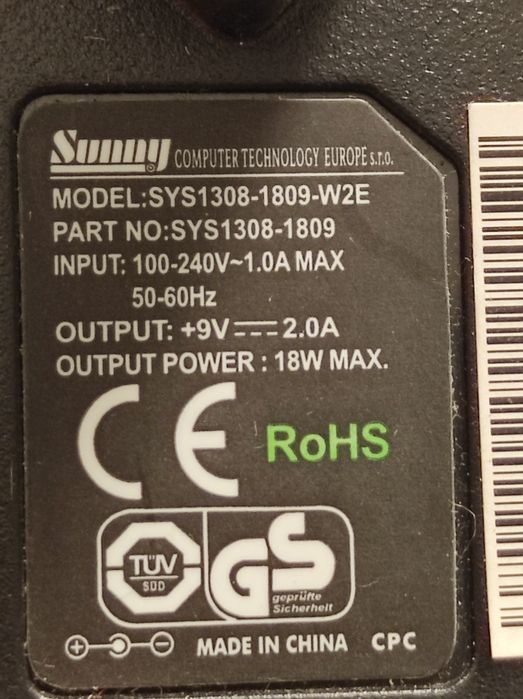 Sunny COMPUTER TECHNOLOGY EUROPE s.r.o.
MODEL:SYS1308-1809-W2E
PART NO:SYS1308-1809
INPUT: 100-240V~1.0A MAX
50-60Hz
OUTPUT: +9V⎓2.0A
OUTPUT POWER : 18W MAX.
CE RoHS
TÜV
SÜD
GS
geprüfte
Sicherheit
MADE IN CHINA CPC